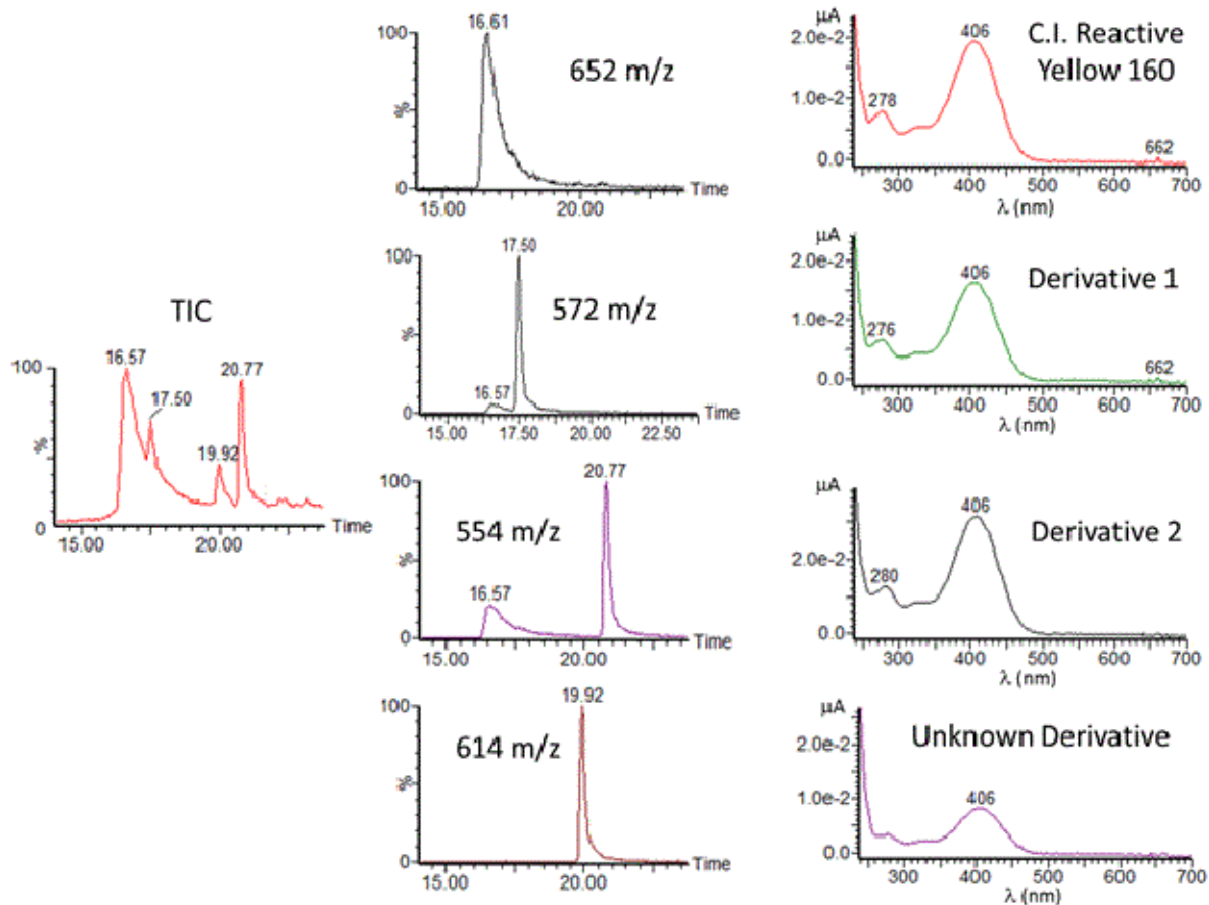 TIC
16.57
17.50
20.77
19.92
100
%
0
15.00
20.00
Time
16.61
652 m/z
100
%
0
15.00
20.00
Time
17.50
572 m/z
16.57
100
%
0
15.00
17.50
20.00
22.50
Time
20.77
554 m/z
16.57
100
%
0
15.00
20.00
Time
19.92
614 m/z
100
%
0
15.00
20.00
Time
µA
406
C.I. Reactive
Yellow 160
2.0e-2
278
1.0e-2
662
0.0
300
400
500
600
700
λ (nm)
µA
406
Derivative 1
2.0e-2
276
1.0e-2
662
0.0
300
400
500
600
700
λ (nm)
µA
406
Derivative 2
2.0e-2
280
0.0
300
400
500
600
700
λ (nm)
µA
Unknown Derivative
2.0e-2
406
1.0e-2
0.0
300
400
500
600
700
λ (nm)